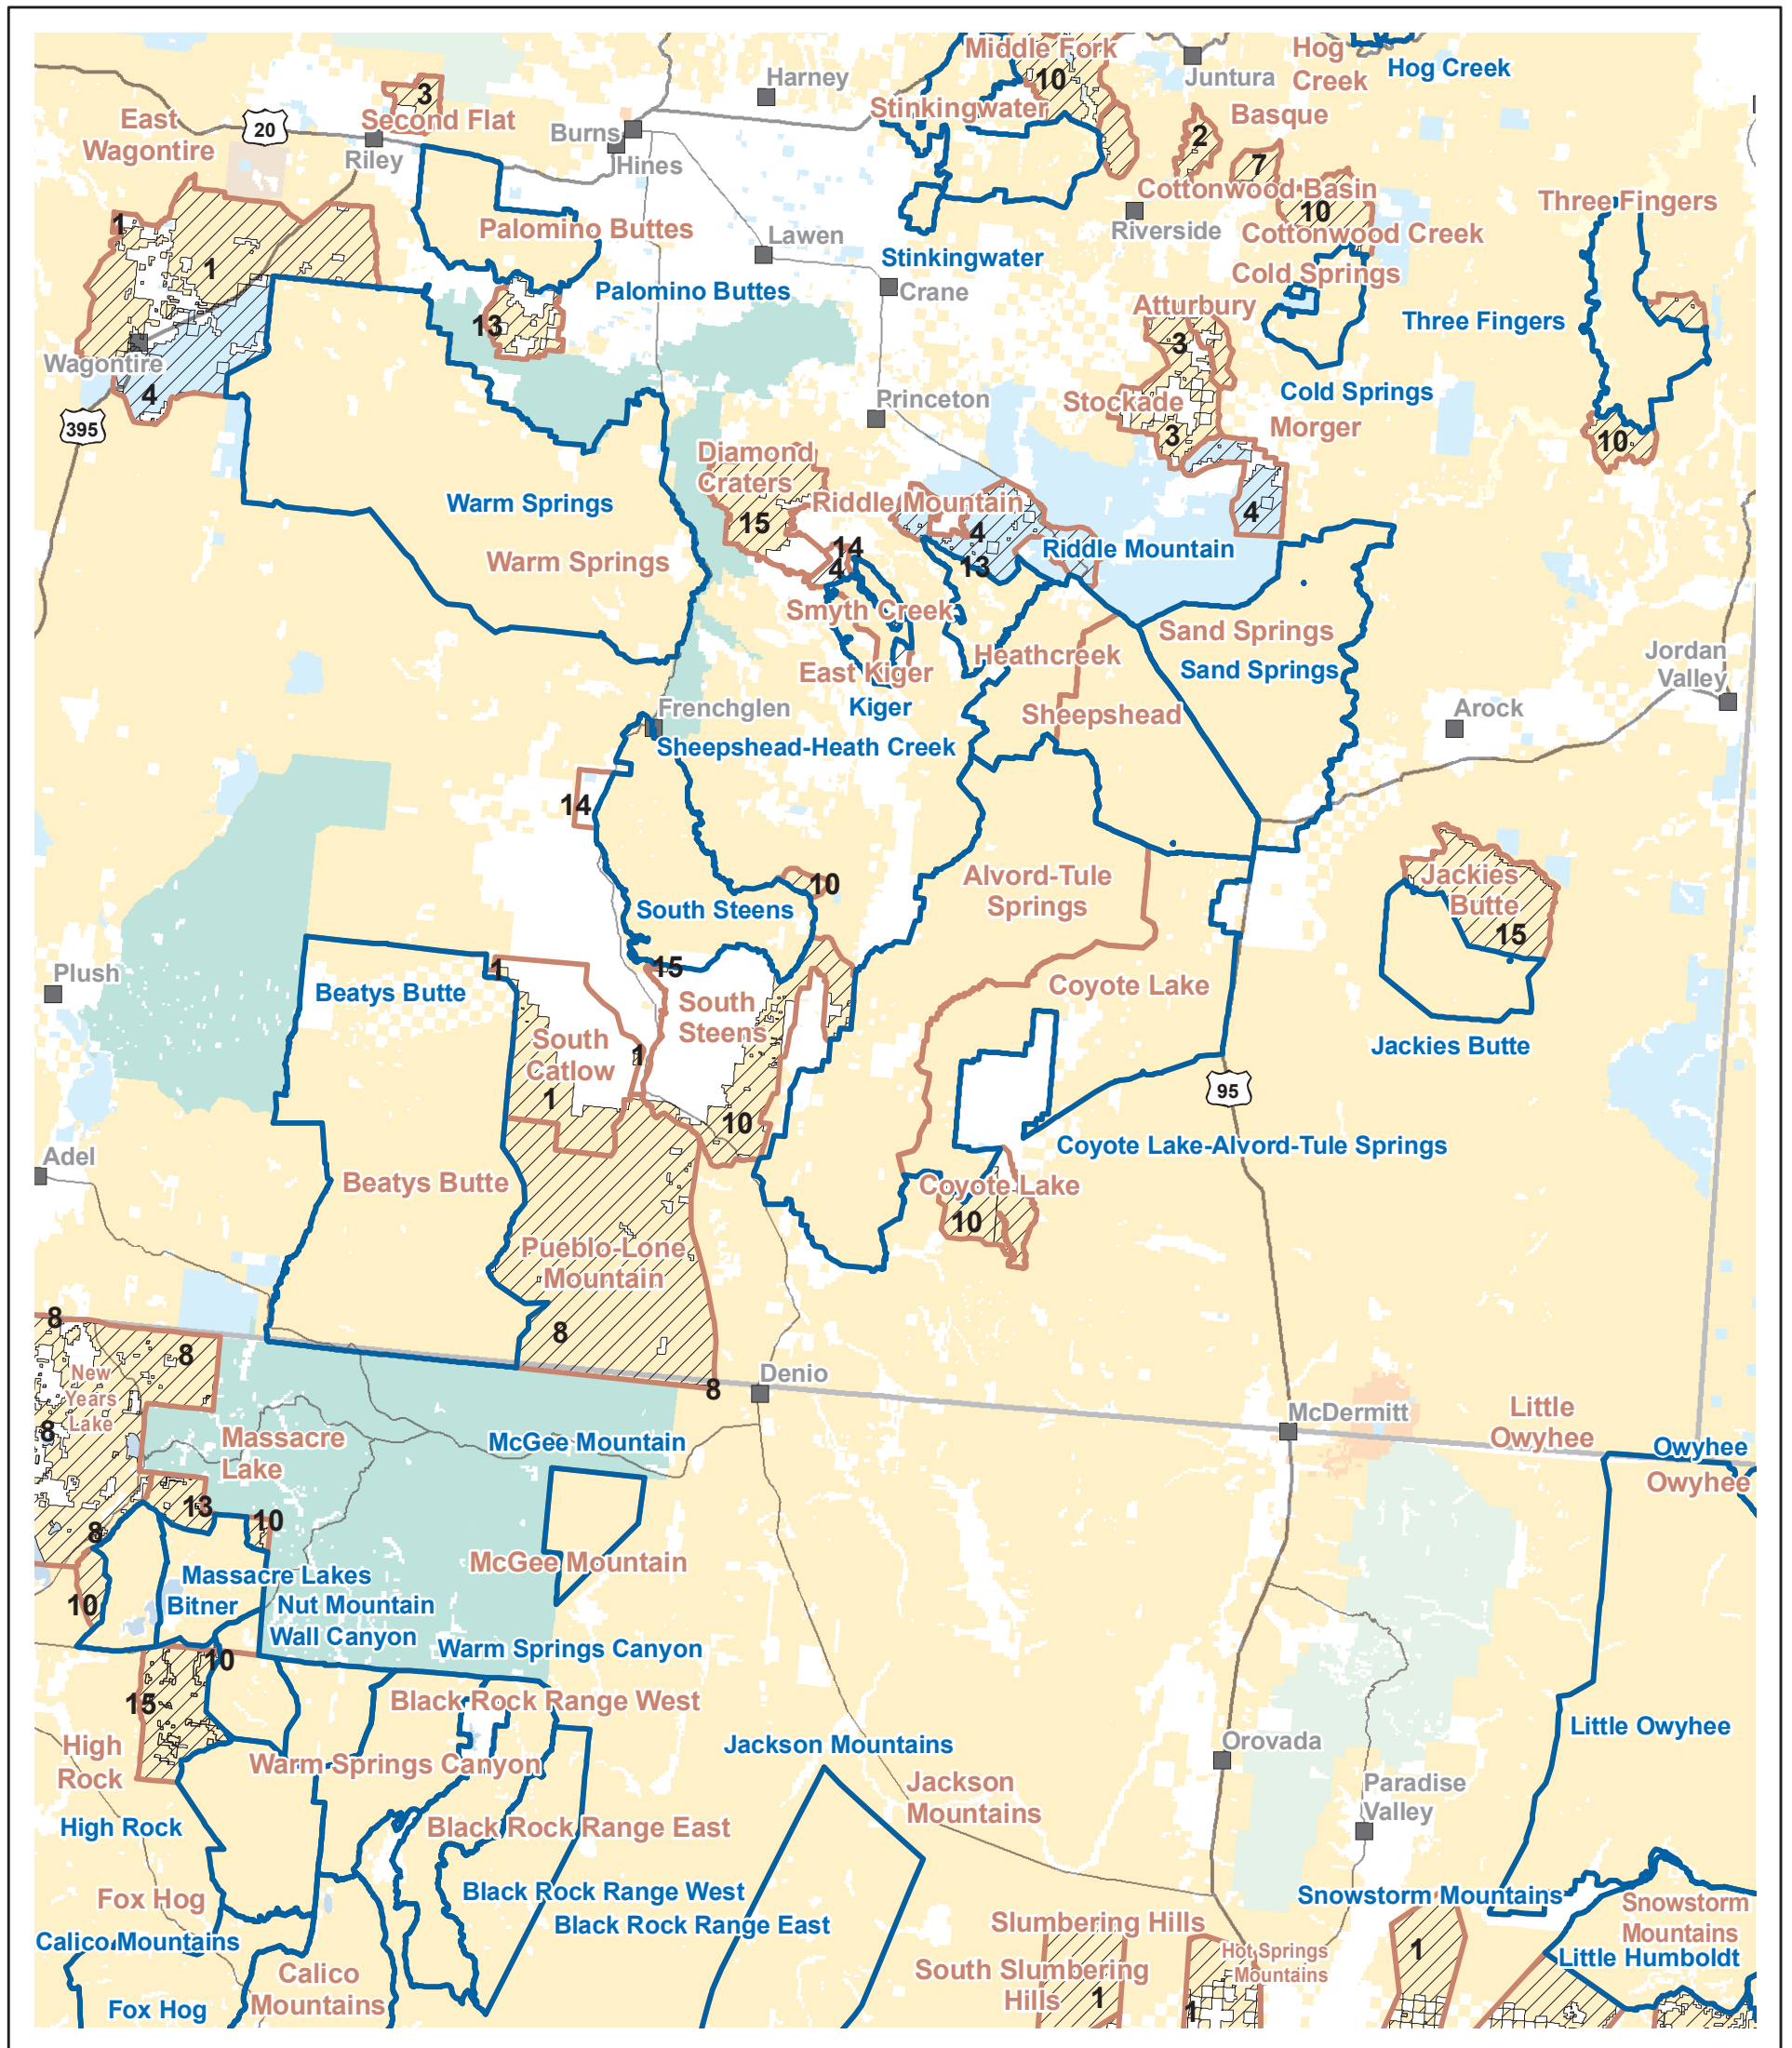 Middle Fork
10
Juntura
Hog
Creek
Hog Creek
Harney
3
Second Flat
20
East
Wagontire
Riley
Burns
Hines
Stinkingwater
Basque
2
7
Cottonwood Basin
10
Cottonwood Creek
Riverside
Three Fingers
1
1
Palomino Buttes
Lawen
Stinkingwater
Palomino Buttes
Crane
Cold Springs
Atturbury
13
3
Three Fingers
Wagontire
4
395
Princeton
Stockade
3
Cold Springs
Morger
10
Diamond
Craters
15
Riddle Mountain
4
4
Warm Springs
Warm Springs
14
4
13
Riddle Mountain
Smyth Creek
Sand Springs
Heathcreek
East Kiger
Sand Springs
Jordan
Valley
Frenchglen
Kiger
Sheepshead
Arock
Sheepshead-Heath Creek
14
10
Alvord-Tule
Springs
Jackies
Butte
15
South Steens
Plush
1
15
Beatys Butte
South
Steens
Coyote Lake
South
Catlow
1
1
Jackies Butte
95
10
Coyote Lake-Alvord-Tule Springs
Adel
Beatys Butte
Coyote Lake
10
Pueblo-Lone
Mountain
8
8
8
8
New
Years
Lake
8
Denio
McDermitt
Little
Owyhee
Owyhee
Owyhee
Massacre
Lake
McGee Mountain
13
10
8
McGee Mountain
Massacre Lakes
10
Bitner
Nut Mountain
Wall Canyon
Warm Springs Canyon
10
15
Black Rock Range West
High
Rock
Warm Springs Canyon
Jackson Mountains
Jackson
Mountains
Orovada
Little Owyhee
Paradise
Valley
High Rock
Black Rock Range East
Fox Hog
Black Rock Range West
Black Rock Range East
Snowstorm Mountains
Snowstorm
Mountains
Calico Mountains
Slumbering Hills
Hot Springs
Mountains
1
Little Humboldt
Calico
Mountains
South Slumbering
Hills
1
1
Fox Hog